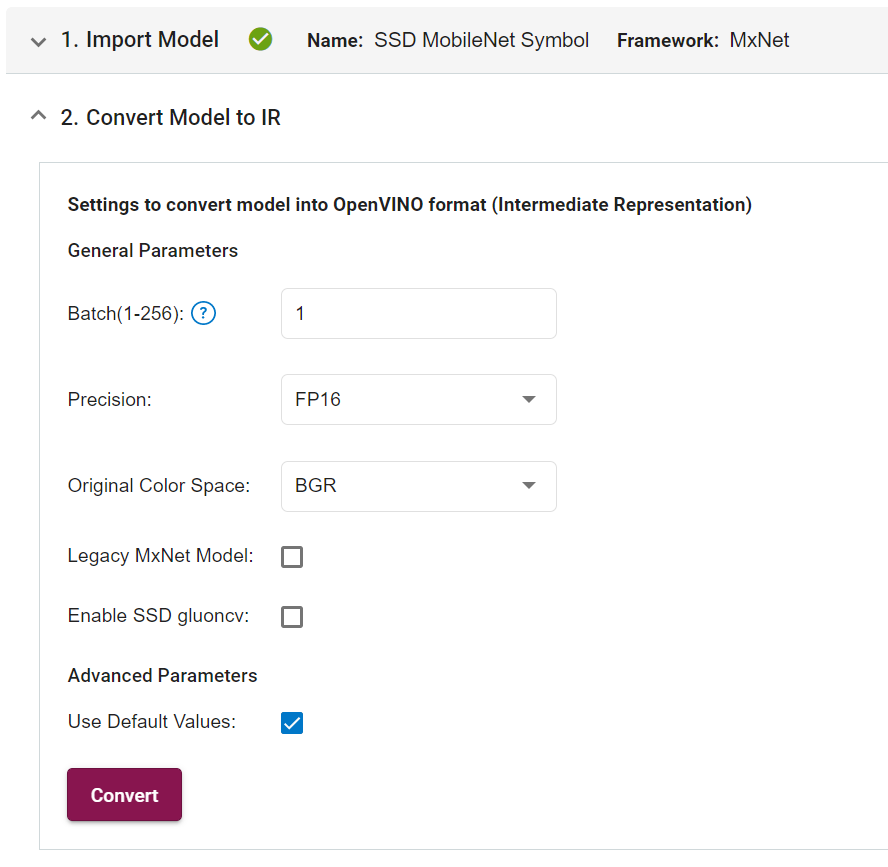 1. Import Model Name: SSD MobileNet Symbol Framework: MxNet
2. Convert Model to IR
Settings to convert model into OpenVINO format (Intermediate Representation)
General Parameters
Batch(1-256): ? 1
Precision: FP16
Original Color Space: BGR
Legacy MxNet Model:
Enable SSD gluoncv:
Advanced Parameters
Use Default Values:
Convert